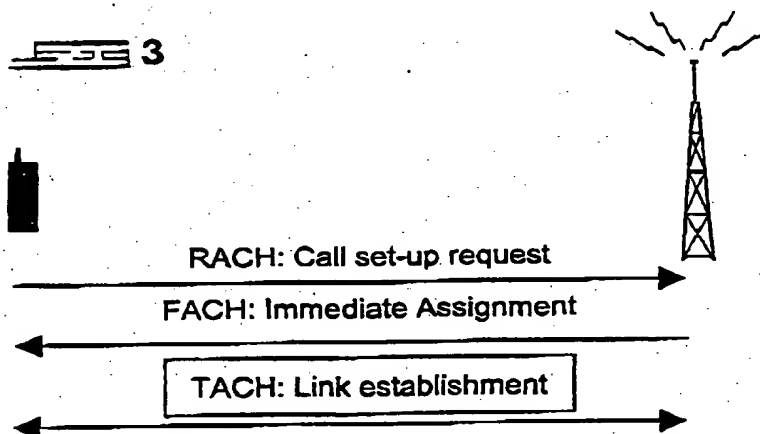 3
RACH: Call set-up request
FACH: Immediate Assignment
TACH: Link establishment